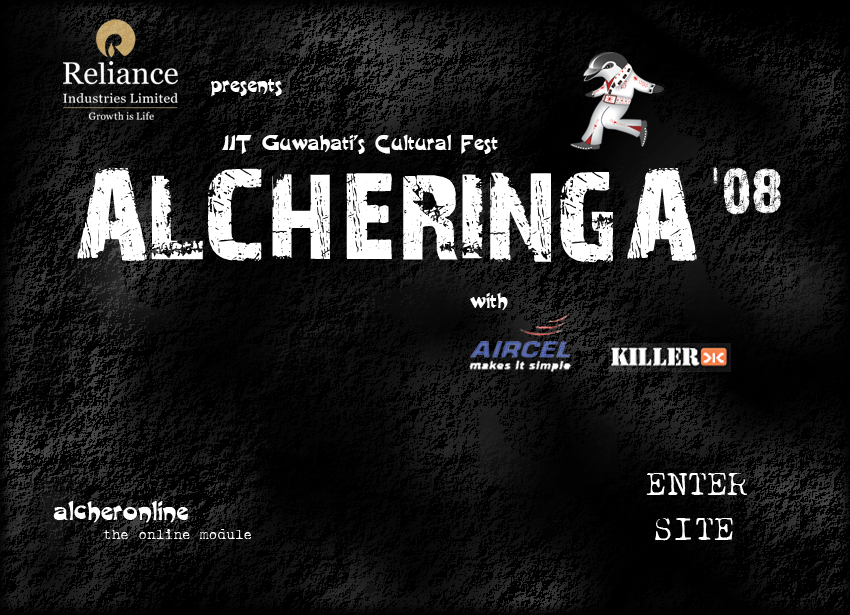 Reliance
Industries Limited
Growth is Life
presents
IIT Guwahati's Cultural Fest
ALCHERINGA '08
with
AIRCEL
makes it simple
KILLER
alcheronline
the online module
ENTER
SITE